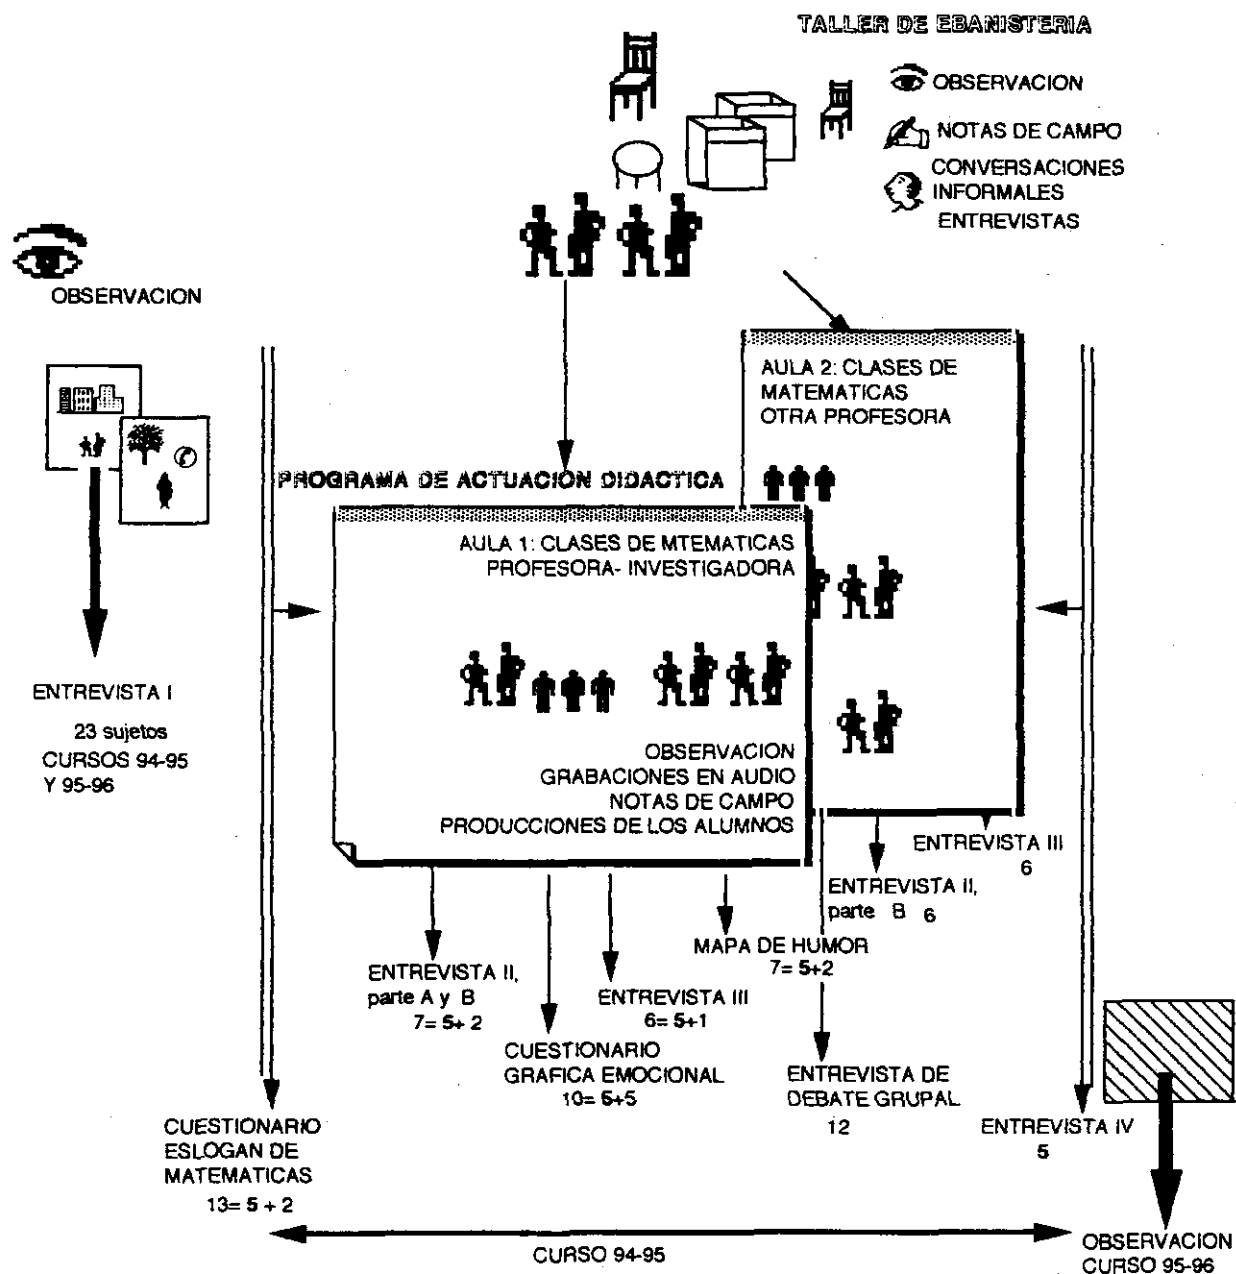 TALLER DE EBANISTERIA
OBSERVACION
NOTAS DE CAMPO
CONVERSACIONES
INFORMALES
ENTREVISTAS
OBSERVACION
AULA 2: CLASES DE
MATEMATICAS
OTRA PROFESORA
PROGRAMA DE ACTUACION DIDACTICA
AULA 1: CLASES DE MTEMATICAS
PROFESORA- INVESTIGADORA
ENTREVISTA I
23 sujetos
CURSOS 94-95
Y 95-96
OBSERVACION
GRABACIONES EN AUDIO
NOTAS DE CAMPO
PRODUCCIONES DE LOS ALUMNOS
ENTREVISTA III
6
ENTREVISTA II,
parte B 6
MAPA DE HUMOR
7= 5+2
ENTREVISTA II,
parte A y B
7= 5+ 2
ENTREVISTA III
6= 5+1
CUESTIONARIO
GRAFICA EMOCIONAL
10= 5+5
ENTREVISTA DE
DEBATE GRUPAL
12
CUESTIONARIO
ESLOGAN DE
MATEMATICAS
13= 5 + 2
ENTREVISTA IV
5
CURSO 94-95
OBSERVACION
CURSO 95-96